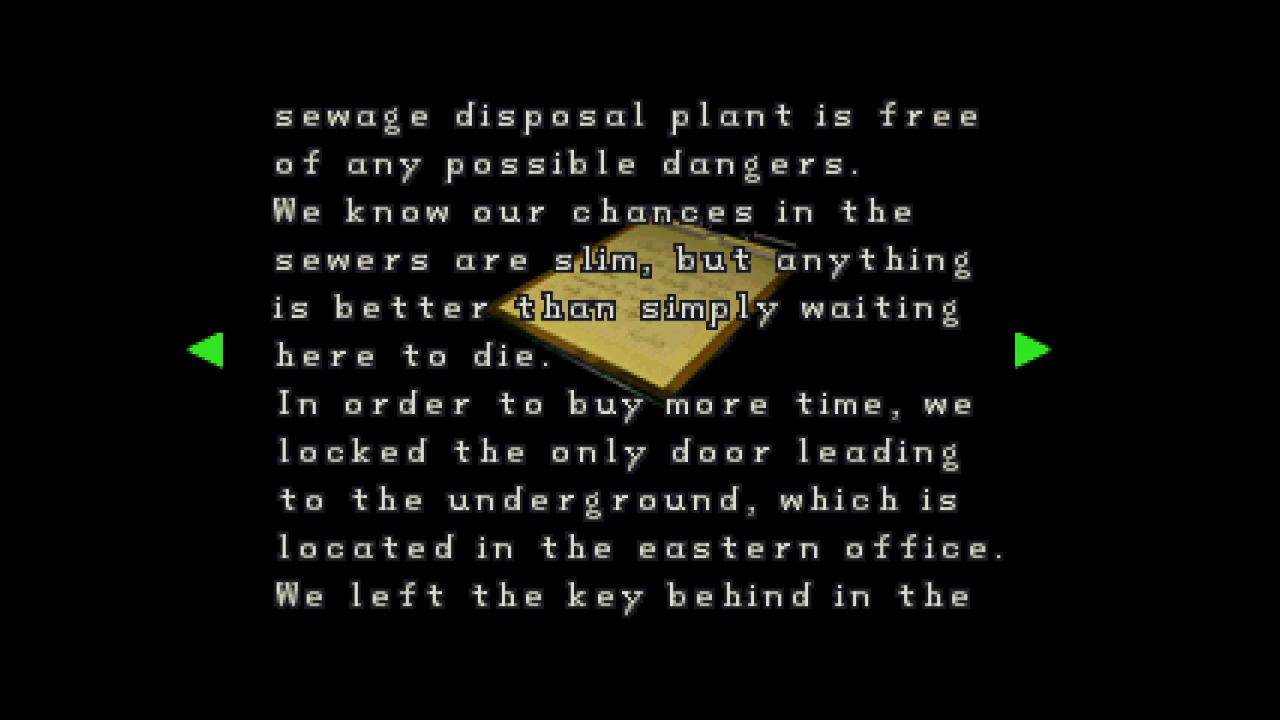 sewage disposal plant is free
of any possible dangers.
We know our chances in the
sewers are slim, but anything
is better than simply waiting
here to die.
In order to buy more time, we
locked the only door leading
to the underground, which is
located in the eastern office.
We left the key behind in the